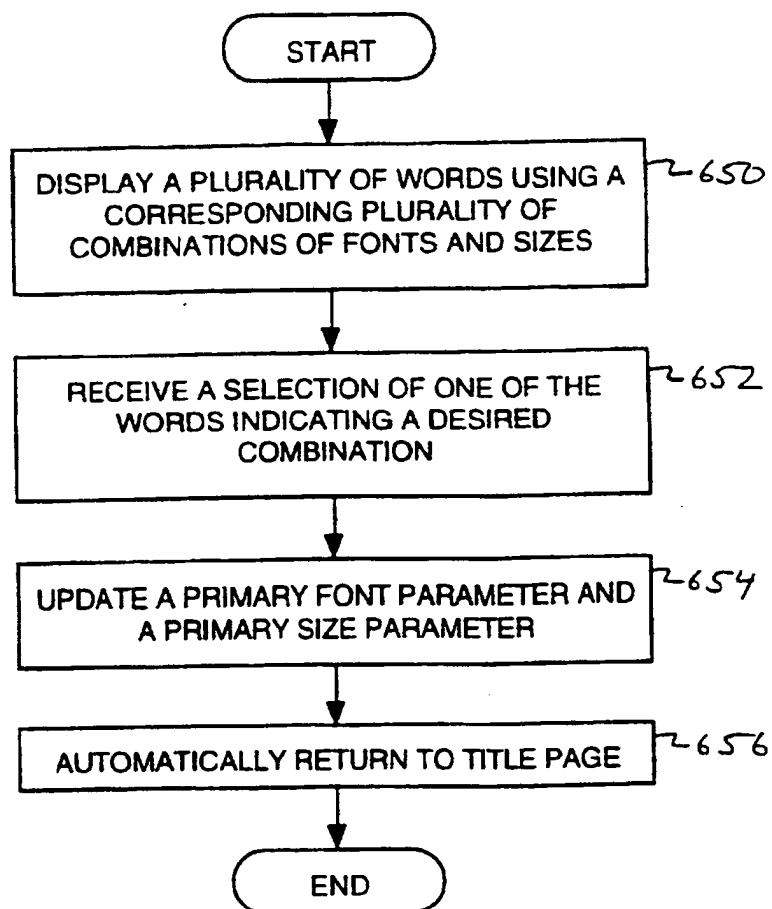 START
DISPLAY A PLURALITY OF WORDS USING A
CORRESPONDING PLURALITY OF
COMBINATIONS OF FONTS AND SIZES
650
RECEIVE A SELECTION OF ONE OF THE
WORDS INDICATING A DESIRED
COMBINATION
652
UPDATE A PRIMARY FONT PARAMETER AND
A PRIMARY SIZE PARAMETER
654
AUTOMATICALLY RETURN TO TITLE PAGE
656
END